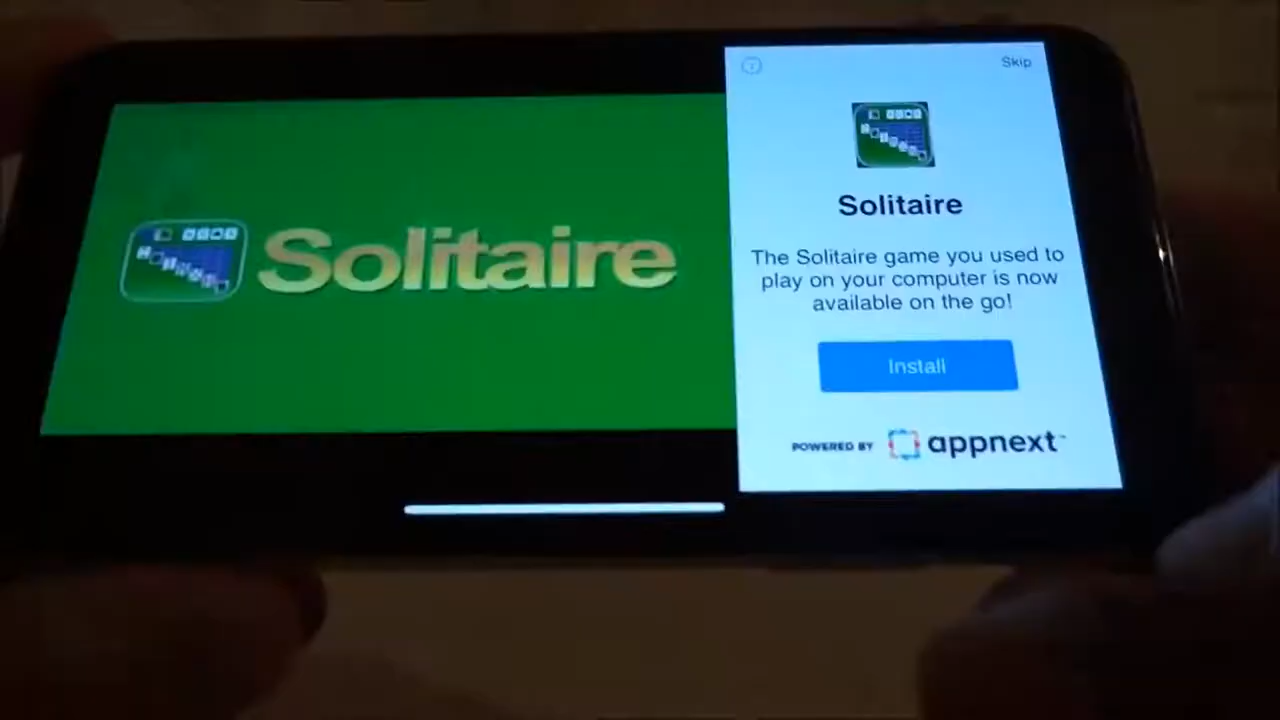 Solitaire
Skip
Solitaire
The Solitaire game you used to
play on your computer is now
available on the go!
Install
POWERED BY appnext™